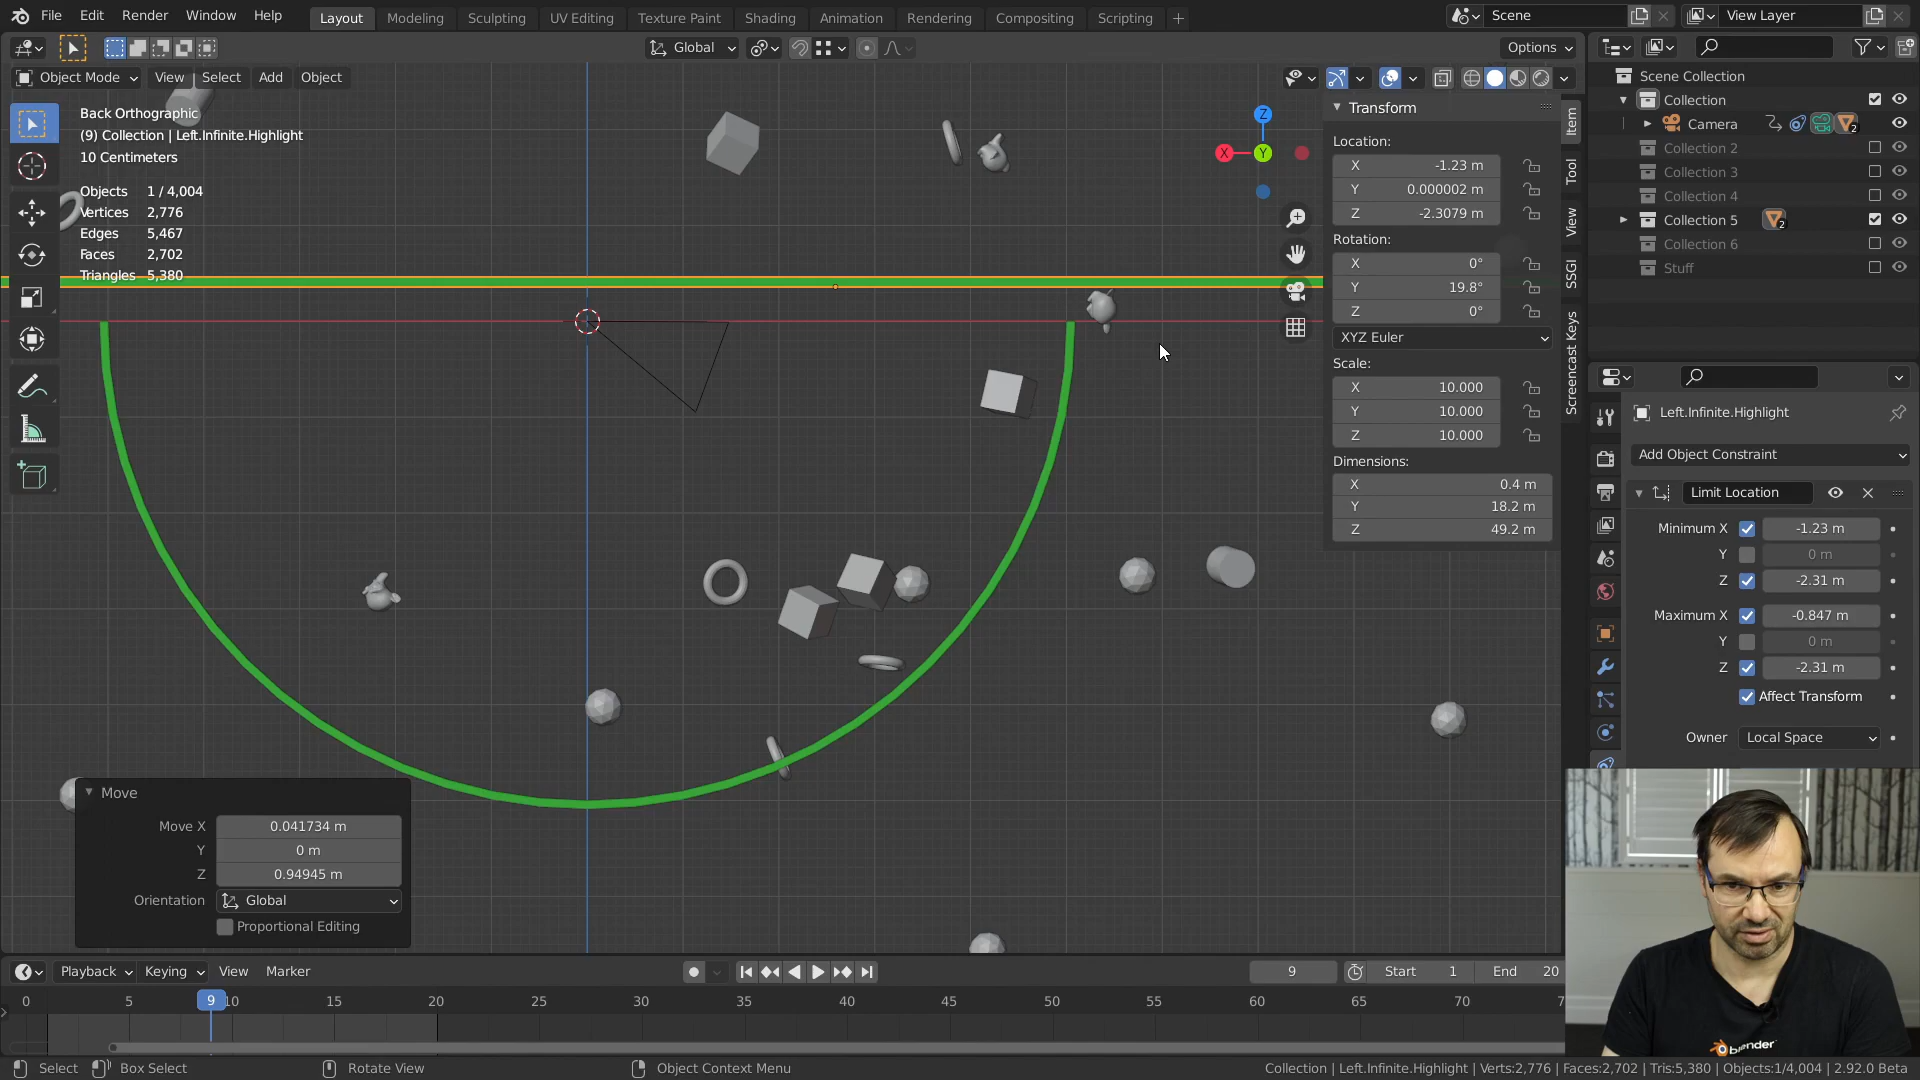 File Edit Render Window Help
Layout Modeling Sculpting UV Editing Texture Paint Shading Animation Rendering Compositing Scripting +
Scene
View Layer
Global
Options
Object Mode View Select Add Object
Back Orthographic
(9) Collection | Left.Infinite.Highlight
10 Centimeters
Objects 1 / 4,004
Vertices 2,776
Edges 5,467
Faces 2,702
Triangles 5,380
Z
X
Y
Transform
Location:
X -1.23 m
Y 0.000002 m
Z -2.3079 m
Rotation:
X 0°
Y 19.8°
Z 0°
XYZ Euler
Scale:
X 10.000
Y 10.000
Z 10.000
Dimensions:
X 0.4 m
Y 18.2 m
Z 49.2 m
Item
Tool
View
SSGI
Screencast Keys
Scene Collection
Collection
Camera 2
Collection 2
Collection 3
Collection 4
Collection 5 2
Collection 6
Stuff
Left.Infinite.Highlight
Add Object Constraint
Limit Location
Minimum X -1.23 m
Y 0 m
Z -2.31 m
Maximum X -0.847 m
Y 0 m
Z -2.31 m
Affect Transform
Owner Local Space
Move
Move X 0.041734 m
Y 0 m
Z 0.94945 m
Orientation Global
Proportional Editing
Playback Keying View Marker
9
Start 1
End 20
0 5 9 10 15 20 25 30 35 40 45 50 55 60 65 70
blender
Select Box Select Rotate View Object Context Menu
Collection | Left.Infinite.Highlight | Verts:2,776 | Faces:2,702 | Tris:5,380 | Objects:1/4,004 | 2.92.0 Beta